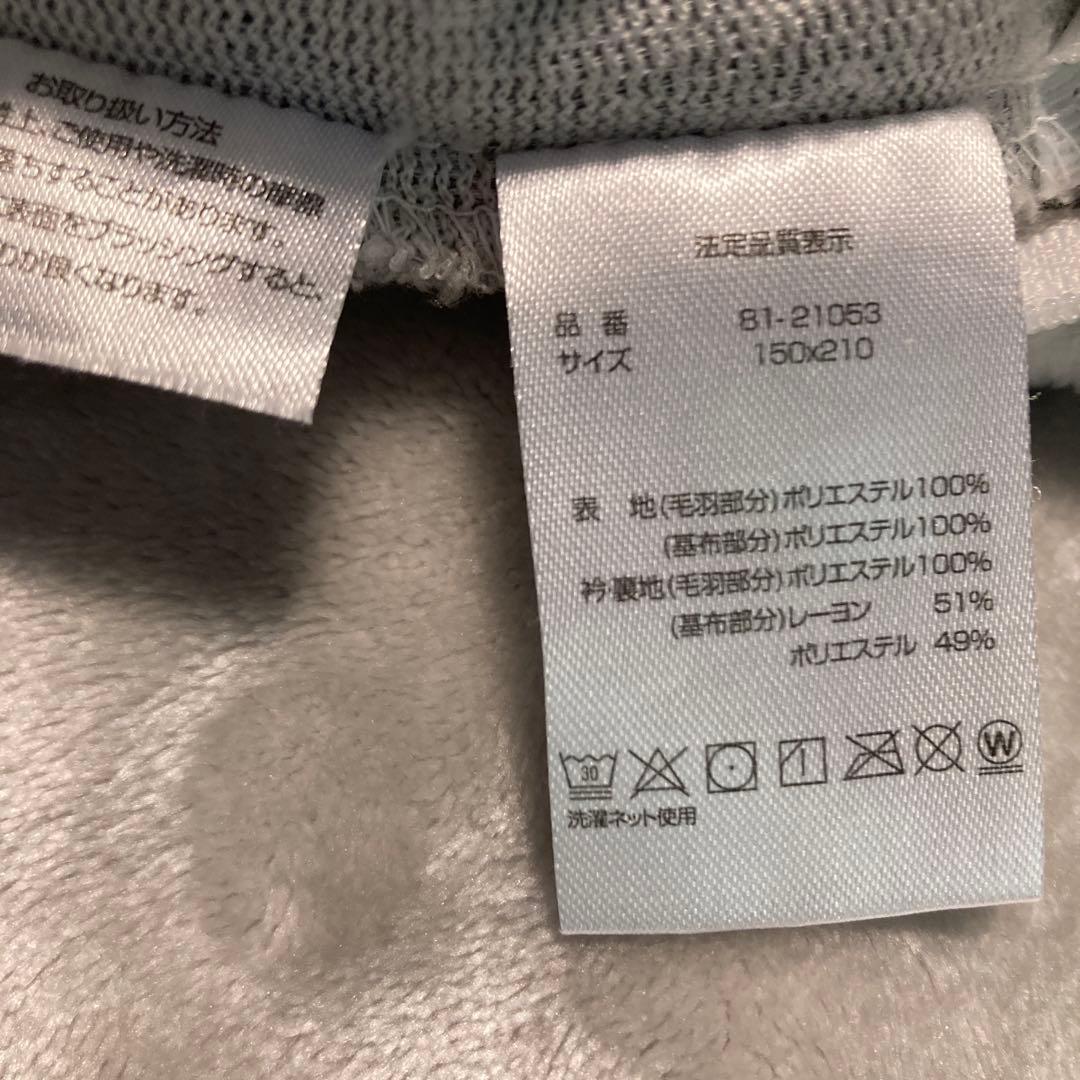 お取り扱い方法
性上、ご使用や洗濯時の摩擦
落ちすることがあります。
表面をブラッシングすると、
が良くなります。
法定品質表示
品 番 81-21053
サイズ 150x210
表 地(毛羽部分)ポリエステル100%
(基布部分)ポリエステル100%
衿・裏地(毛羽部分)ポリエステル100%
(基布部分)レーヨン 51%
ポリエステル 49%
30
W
洗濯ネット使用